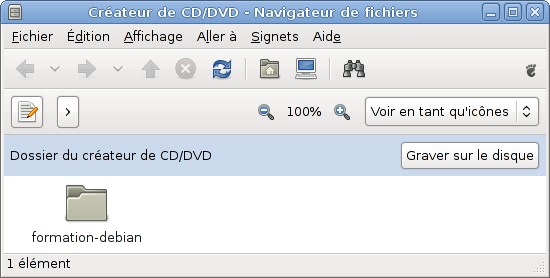 Créateur de CD/DVD - Navigateur de fichiers
Fichier Édition Affichage Aller à Signets Aide
100% Voir en tant qu'icônes
Dossier du créateur de CD/DVD Graver sur le disque
formation-debian
1 élément